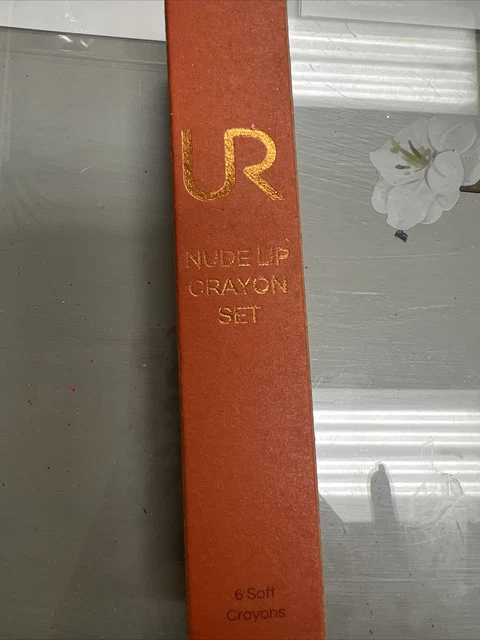 UR
NUDE LIP
CRAYON
SET
6 Soft
Crayons